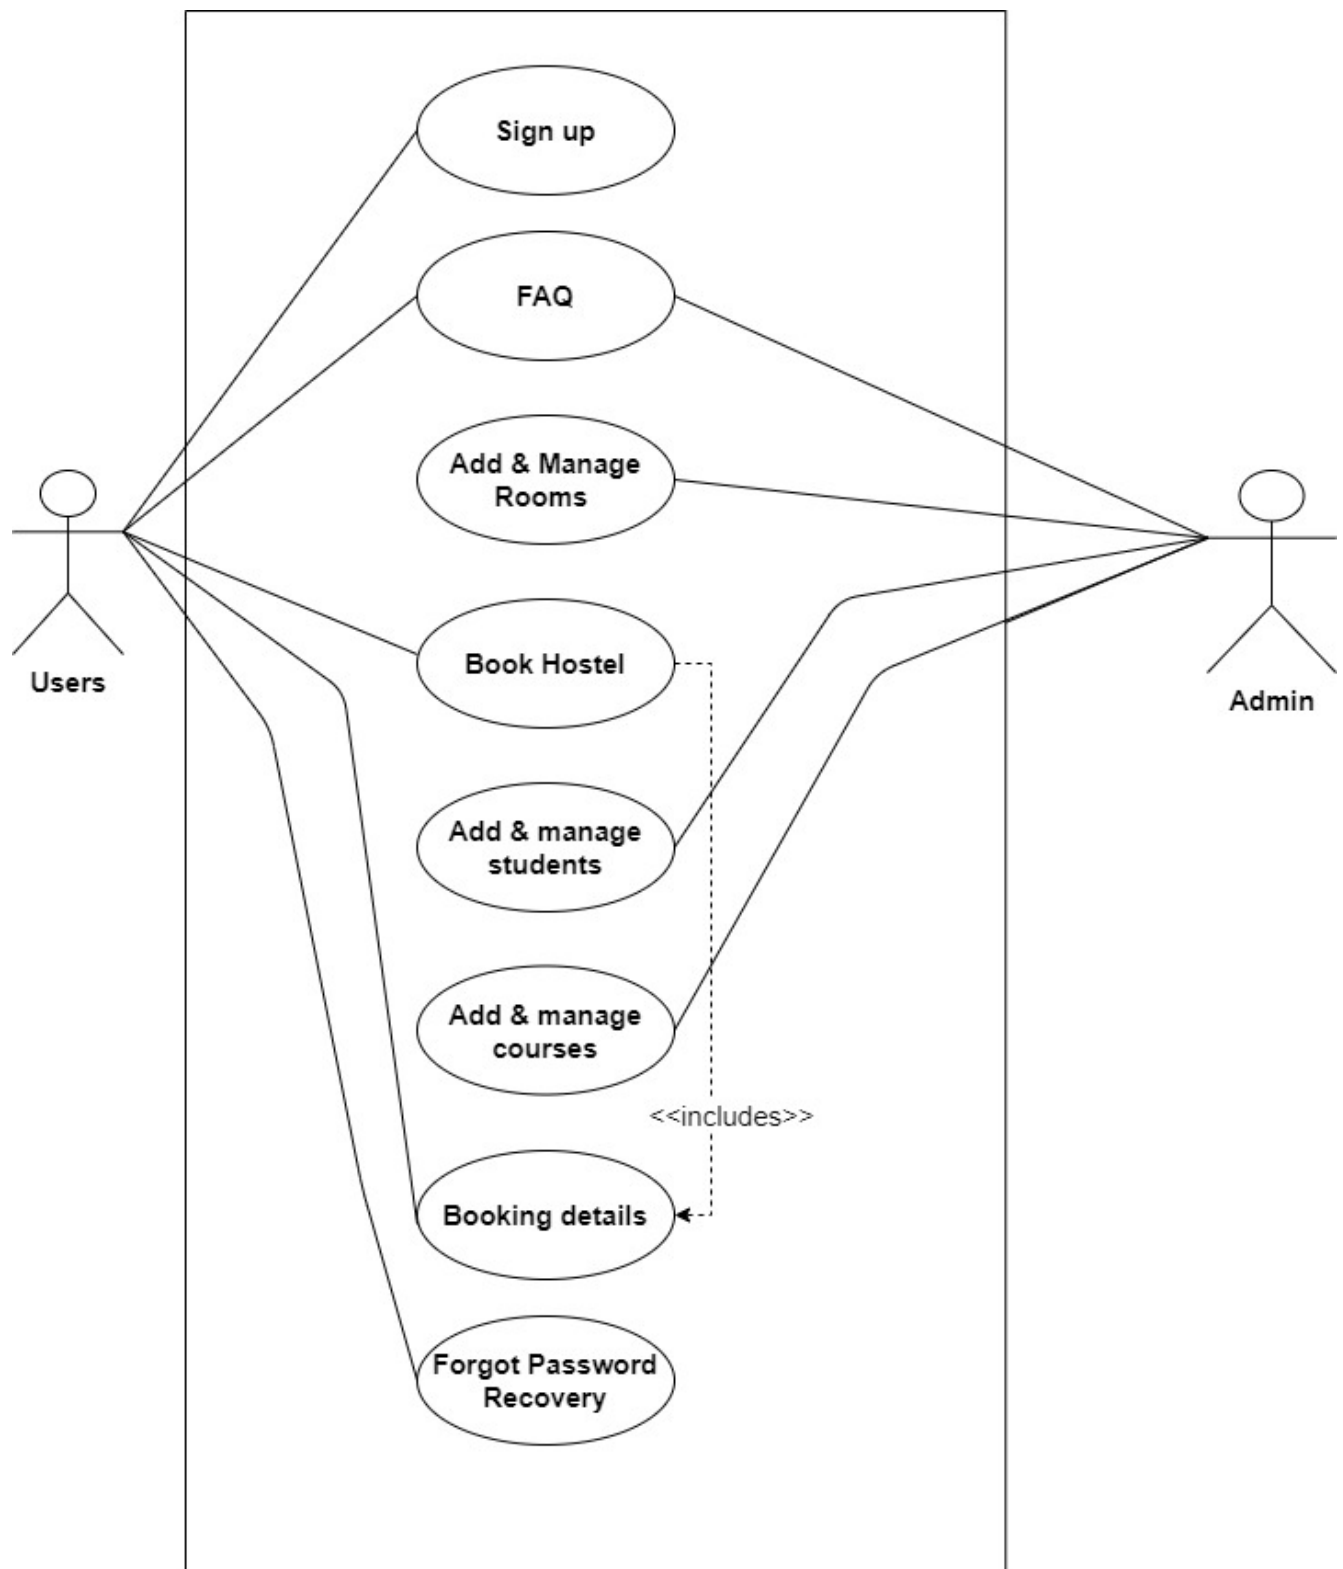 Sign up
FAQ
Add & Manage
Rooms
Users
Book Hostel
Admin
Add & manage
students
Add & manage
courses
<<includes>>
Booking details
Forgot Password
Recovery